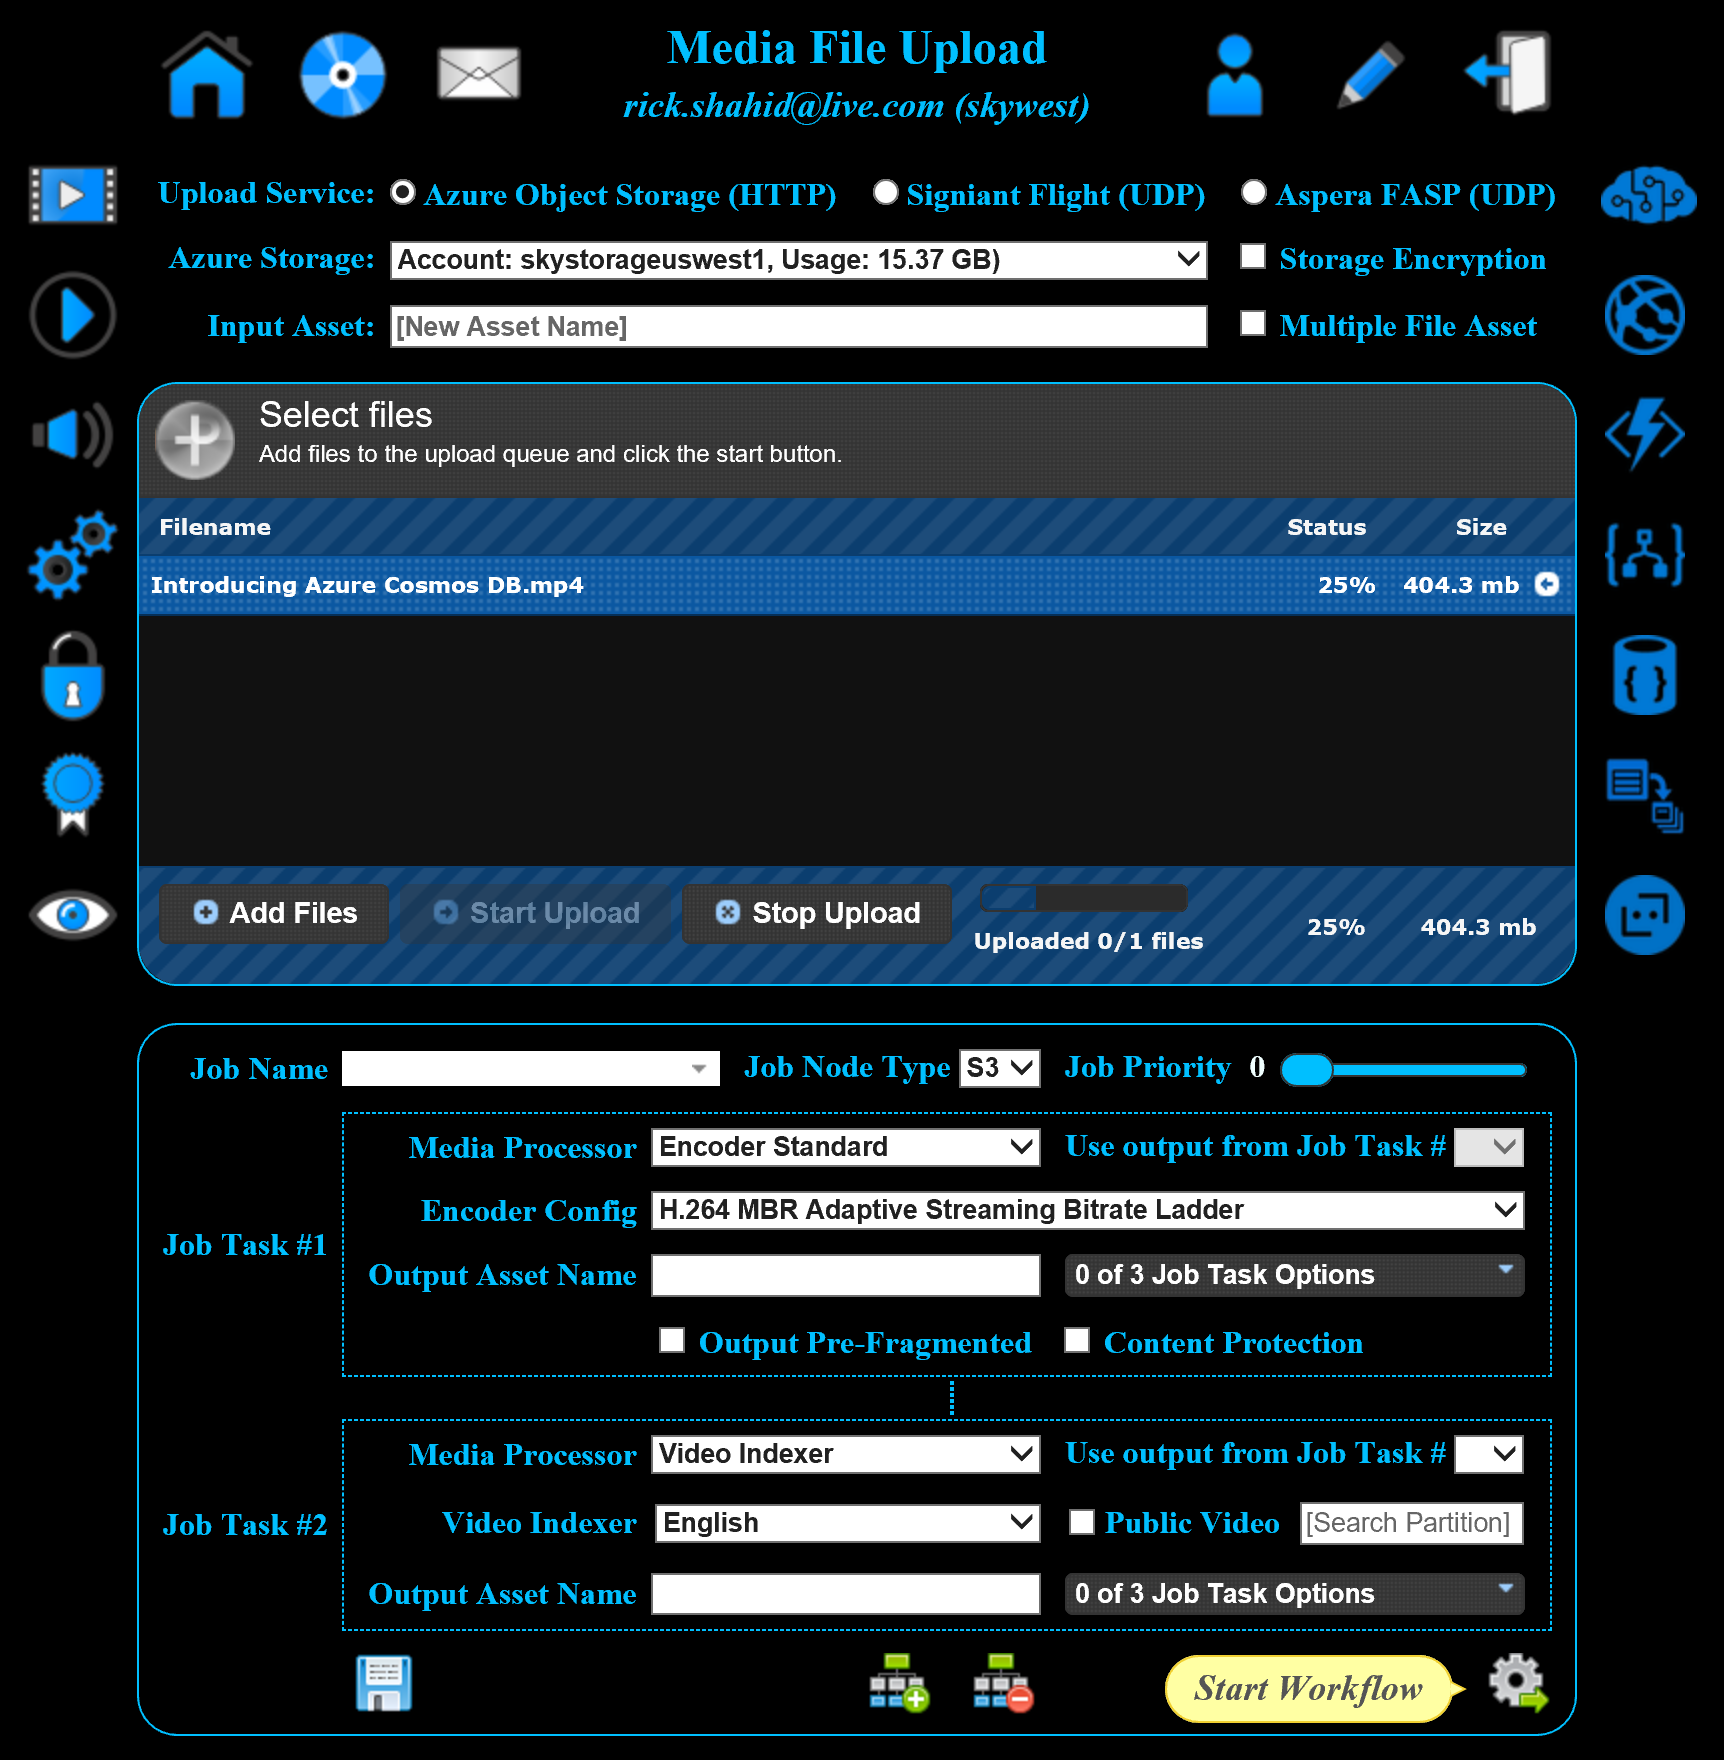 Media File Upload
rick.shahid@live.com (skywest)
Upload Service: Azure Object Storage (HTTP) Signiant Flight (UDP) Aspera FASP (UDP)
Azure Storage: Account: skystorageuswest1, Usage: 15.37 GB) Storage Encryption
Input Asset: [New Asset Name] Multiple File Asset
Select files
Add files to the upload queue and click the start button.
Filename Status Size
Introducing Azure Cosmos DB.mp4 25% 404.3 mb
Add Files Start Upload Stop Upload
Uploaded 0/1 files 25% 404.3 mb
Job Name Job Node Type S3 Job Priority 0
Media Processor Encoder Standard Use output from Job Task #
Encoder Config H.264 MBR Adaptive Streaming Bitrate Ladder
Job Task #1
Output Asset Name 0 of 3 Job Task Options
Output Pre-Fragmented Content Protection
Media Processor Video Indexer Use output from Job Task #
Job Task #2 Video Indexer English Public Video [Search Partition]
Output Asset Name 0 of 3 Job Task Options
Start Workflow